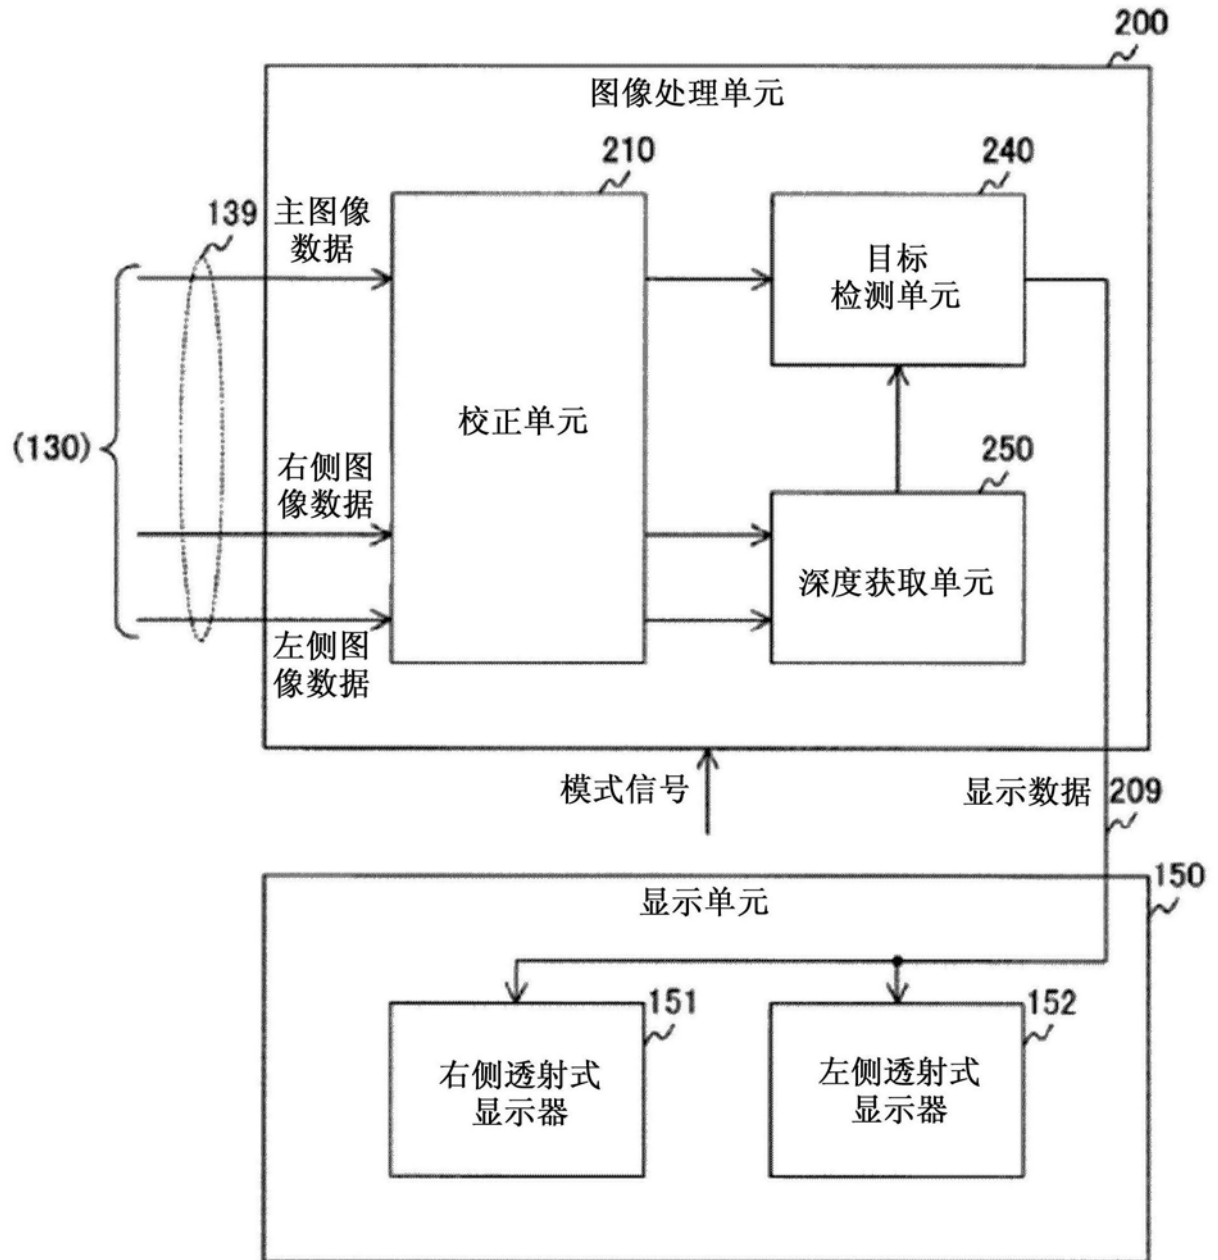 200
图像处理单元
210
240
139
主图像
数据
目标
检测单元
(130)
校正单元
右侧图
像数据
250
深度获取单元
左侧图
像数据
模式信号
显示数据
209
150
显示单元
151
152
右侧透射式
显示器
左侧透射式
显示器